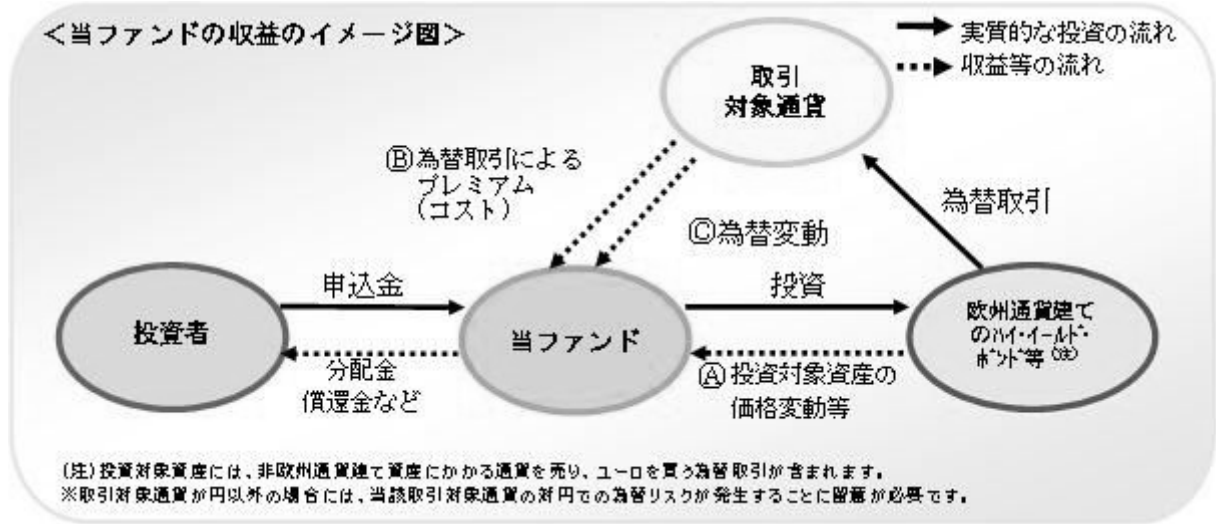 ＜当ファンドの収益のイメージ図＞
実質的な投資の流れ
収益等の流れ
取引
対象通貨
Ⓑ為替取引による
プレミアム
（コスト）
Ⓒ為替変動
為替取引
投資者
申込金
分配金
償還金など
当ファンド
投資
Ⓐ投資対象資産の
価格変動等
欧州通貨建て
のﾊｲ･ｲｰﾙﾄﾞ･
ﾎﾞﾝﾄﾞ等(注)
(注)投資対象資産には、非欧州通貨建て資産にかかる通貨を売り、ユーロを買う為替取引が含まれます。
※取引対象通貨が円以外の場合には、当該取引対象通貨の対円での為替リスクが発生することに留意が必要です。